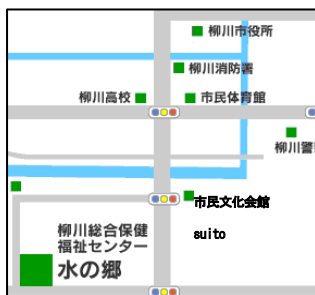 柳川市役所
柳川消防署
柳川高校
市民体育館
柳川警
市民文化会館
suito
柳川総合保健
福祉センター
水の郷